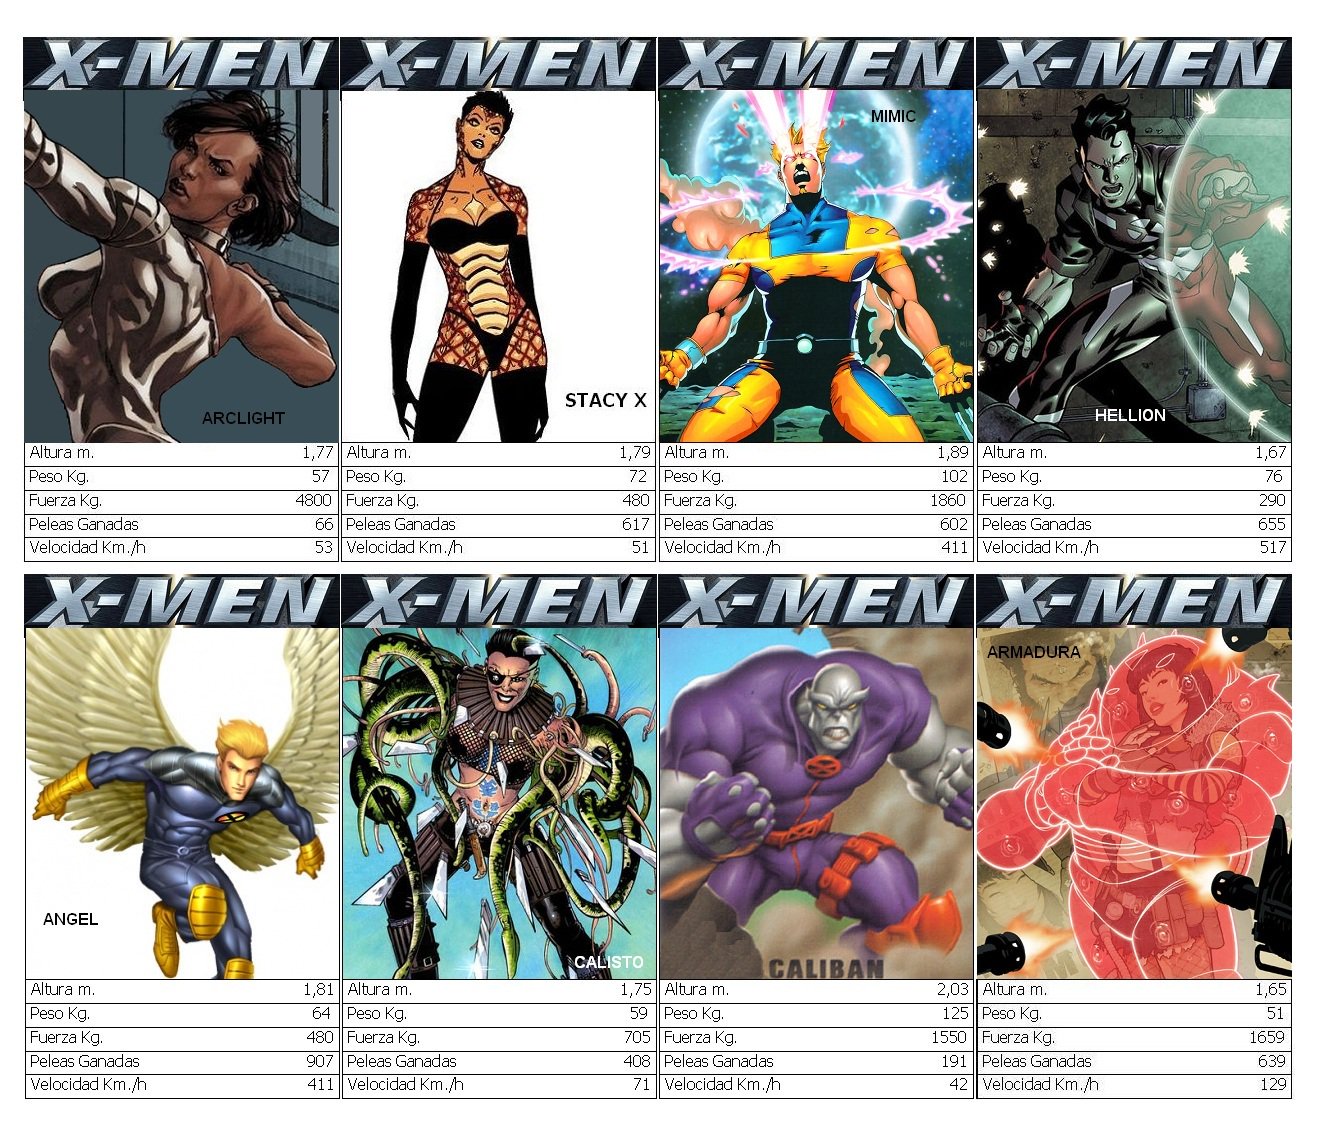 X-MEN
ARCLIGHT
Altura m. 1,77
Peso Kg. 57
Fuerza Kg. 4800
Peleas Ganadas 66
Velocidad Km./h 53
X-MEN
STACY X
Altura m. 1,79
Peso Kg. 72
Fuerza Kg. 480
Peleas Ganadas 617
Velocidad Km./h 51
X-MEN
MIMIC
Altura m. 1,89
Peso Kg. 102
Fuerza Kg. 1860
Peleas Ganadas 602
Velocidad Km./h 411
X-MEN
HELLION
Altura m. 1,67
Peso Kg. 76
Fuerza Kg. 290
Peleas Ganadas 655
Velocidad Km./h 517
X-MEN
ANGEL
Altura m. 1,81
Peso Kg. 64
Fuerza Kg. 480
Peleas Ganadas 907
Velocidad Km./h 411
X-MEN
CALISTO
Altura m. 1,75
Peso Kg. 59
Fuerza Kg. 705
Peleas Ganadas 408
Velocidad Km./h 71
X-MEN
CALIBAN
Altura m. 2,03
Peso Kg. 125
Fuerza Kg. 1550
Peleas Ganadas 191
Velocidad Km./h 42
X-MEN
ARMADURA
Altura m. 1,65
Peso Kg. 51
Fuerza Kg. 1659
Peleas Ganadas 639
Velocidad Km./h 129